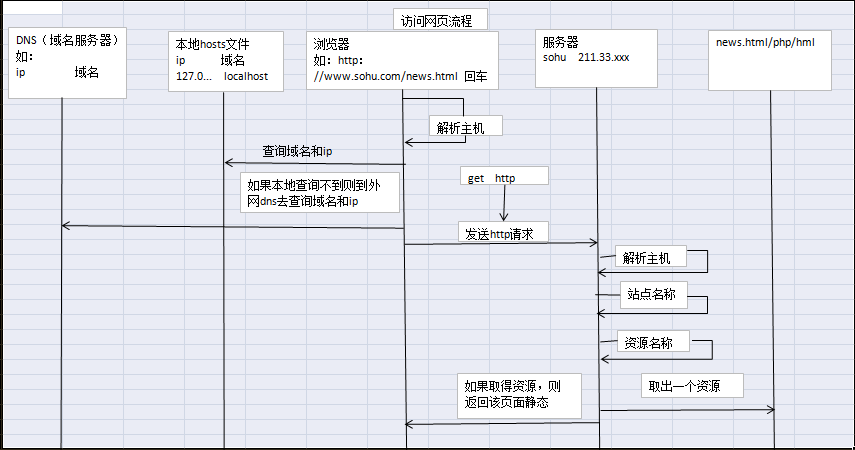 访问网页流程
DNS（域名服务器）
如：
ip 域名
本地hosts文件
ip 域名
127.0... localhost
浏览器
如：http：
//www.sohu.com/news.html 回车
服务器
sohu 211.33.xxx
news.html/php/hml
解析主机
查询域名和ip
如果本地查询不到则到外
网dns去查询域名和ip
get http
发送http请求
解析主机
站点名称
资源名称
如果取得资源，则
返回该页面静态
取出一个资源